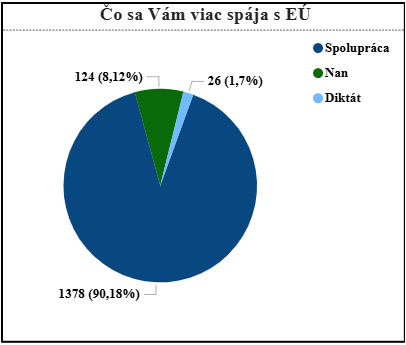 Čo sa Vám viac spája s EÚ
Spolupráca
Nan
Diktát
124 (8,12%)
26 (1,7%)
1378 (90,18%)